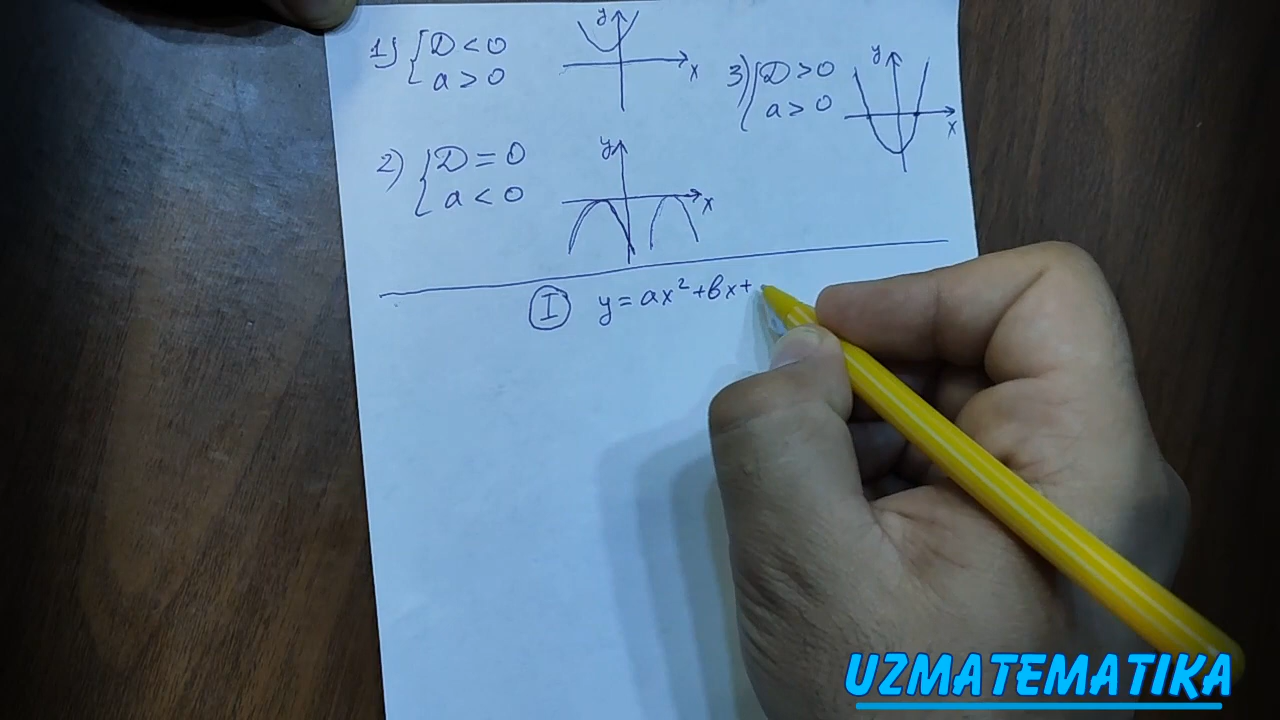 1) { D < 0
a > 0
y
x
2) { D = 0
a < 0
y
x
3) { D > 0
a > 0
y
x
I y = ax² + bx +
UZMATEMATIKA